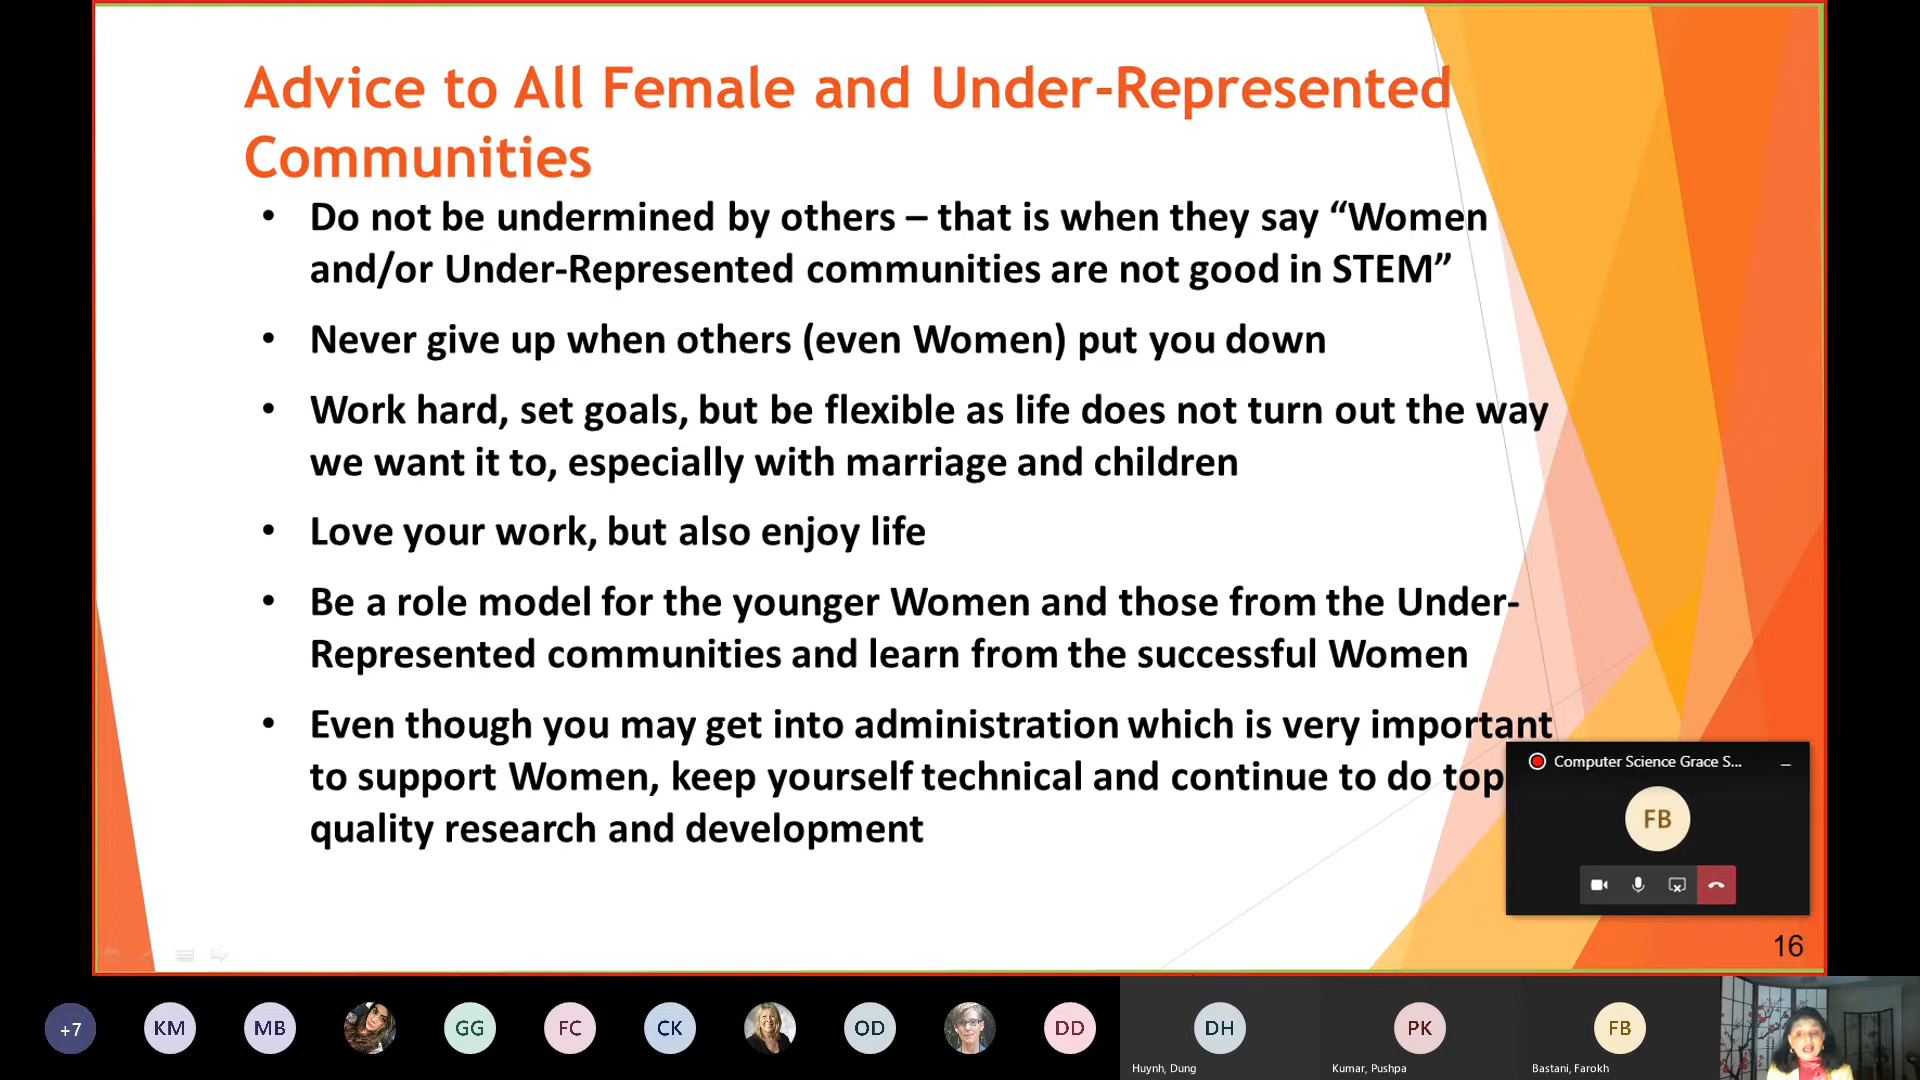 Advice to All Female and Under-Represented
Communities
• Do not be undermined by others – that is when they say “Women
and/or Under-Represented communities are not good in STEM”
• Never give up when others (even Women) put you down
• Work hard, set goals, but be flexible as life does not turn out the way
we want it to, especially with marriage and children
• Love your work, but also enjoy life
• Be a role model for the younger Women and those from the Under-
Represented communities and learn from the successful Women
• Even though you may get into administration which is very important
to support Women, keep yourself technical and continue to do top
quality research and development
Computer Science Grace S...
FB
16
+7
KM
MB
GG
FC
CK
OD
DD
DH
PK
FB
Huynh, Dung
Kumar, Pushpa
Bastani, Farokh